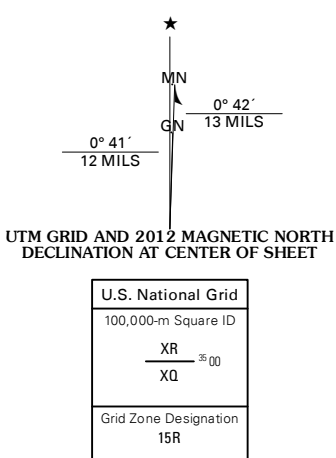 ★
MN
0° 42´
13 MILS
GN
0° 41´
12 MILS
UTM GRID AND 2012 MAGNETIC NORTH
DECLINATION AT CENTER OF SHEET
U.S. National Grid
100,000-m Square ID
XR
35 00
XQ
Grid Zone Designation
15R